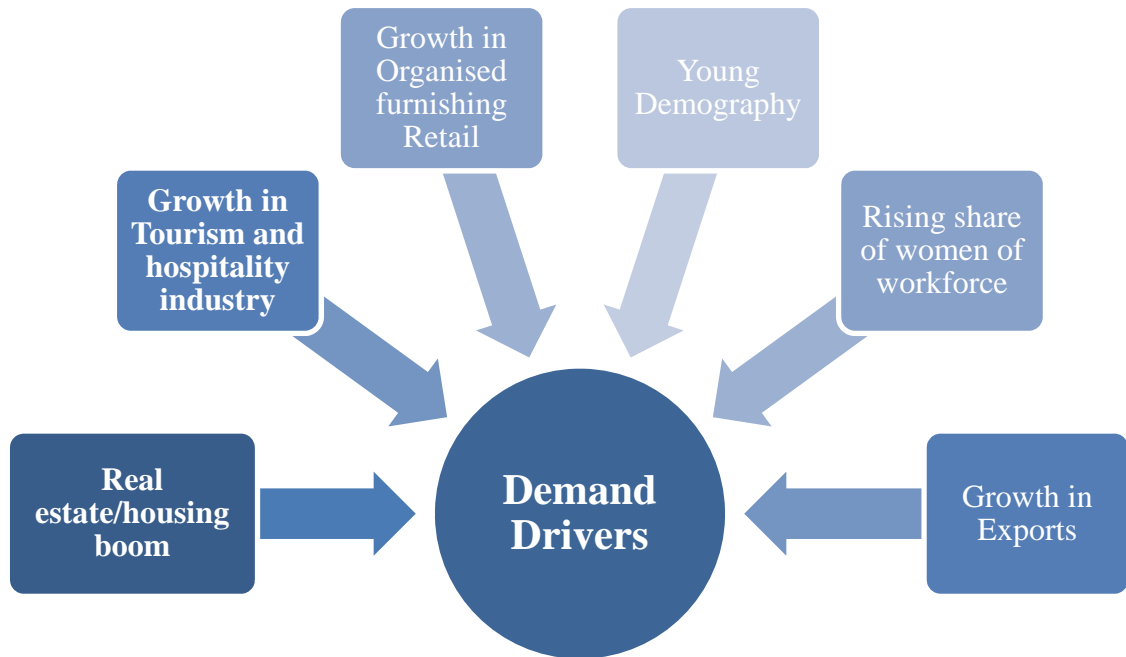 Growth in
Organised
furnishing
Retail
Young
Demography
Growth in
Tourism and
hospitality
industry
Rising share
of women of
workforce
Real
estate/housing
boom
Demand
Drivers
Growth in
Exports